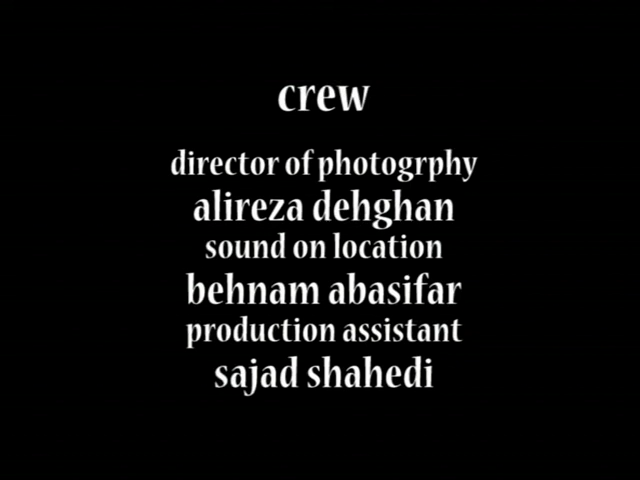 crew
director of photogrphy
alireza dehghan
sound on location
behnam abasifar
production assistant
sajad shahedi